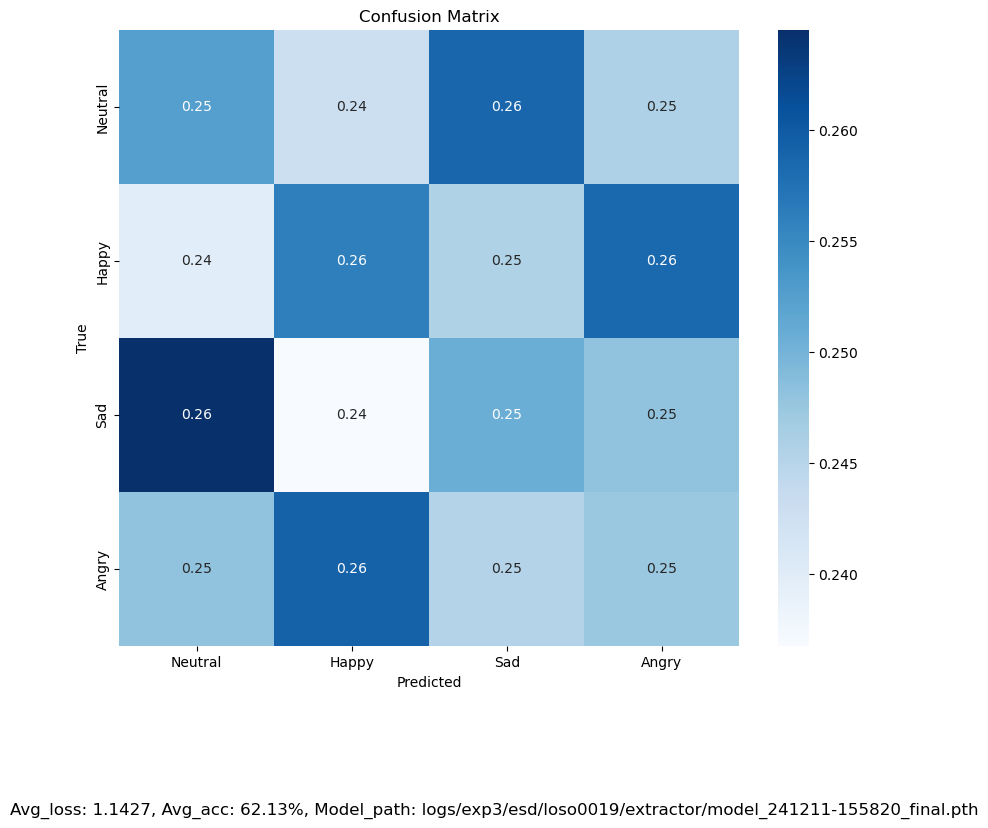 Confusion Matrix
Neutral 0.25 0.24 0.26 0.25
0.260
Happy 0.24 0.26 0.25 0.26
0.255
True
0.250
Sad 0.26 0.24 0.25 0.25
0.245
Angry 0.25 0.26 0.25 0.25
0.240
Neutral Happy Sad Angry
Predicted
Avg_loss: 1.1427, Avg_acc: 62.13%, Model_path: logs/exp3/esd/loso0019/extractor/model_241211-155820_final.pth